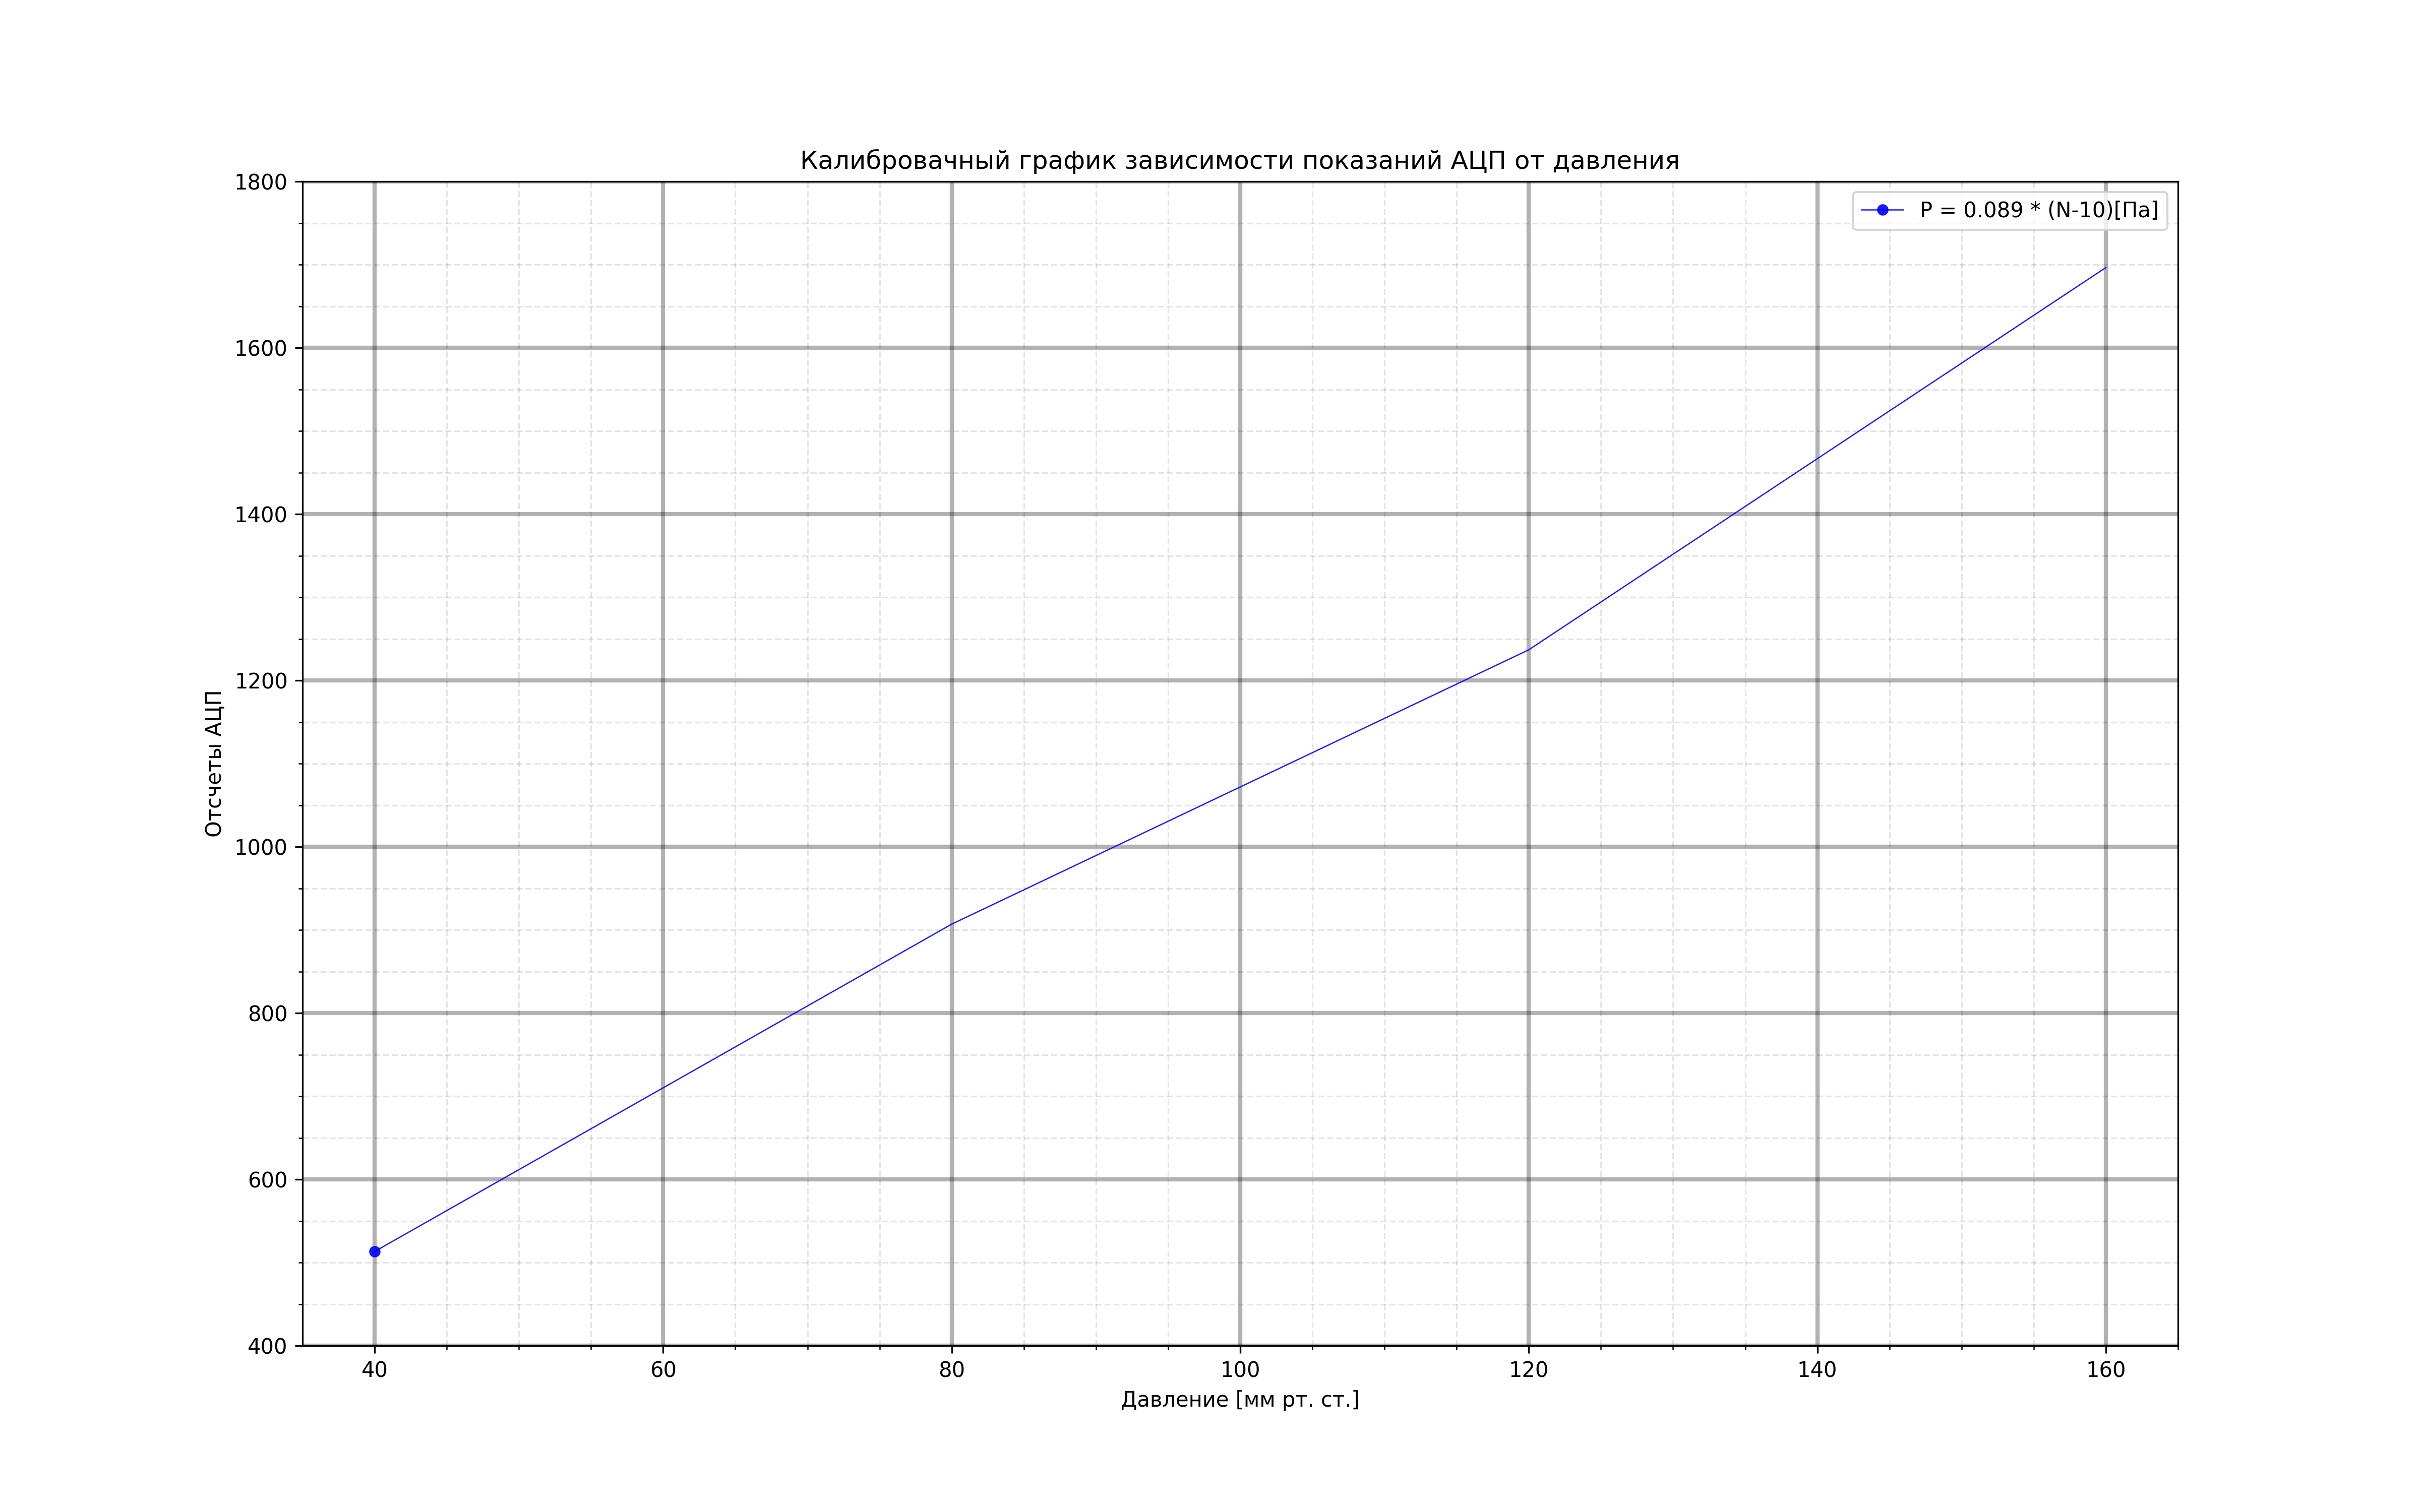 Калибровачный график зависимости показаний АЦП от давления
P = 0.089 * (N-10)[Па]
1800
1600
1400
1200
1000
800
600
400
Отсчеты АЦП
40 60 80 100 120 140 160
Давление [мм рт. ст.]